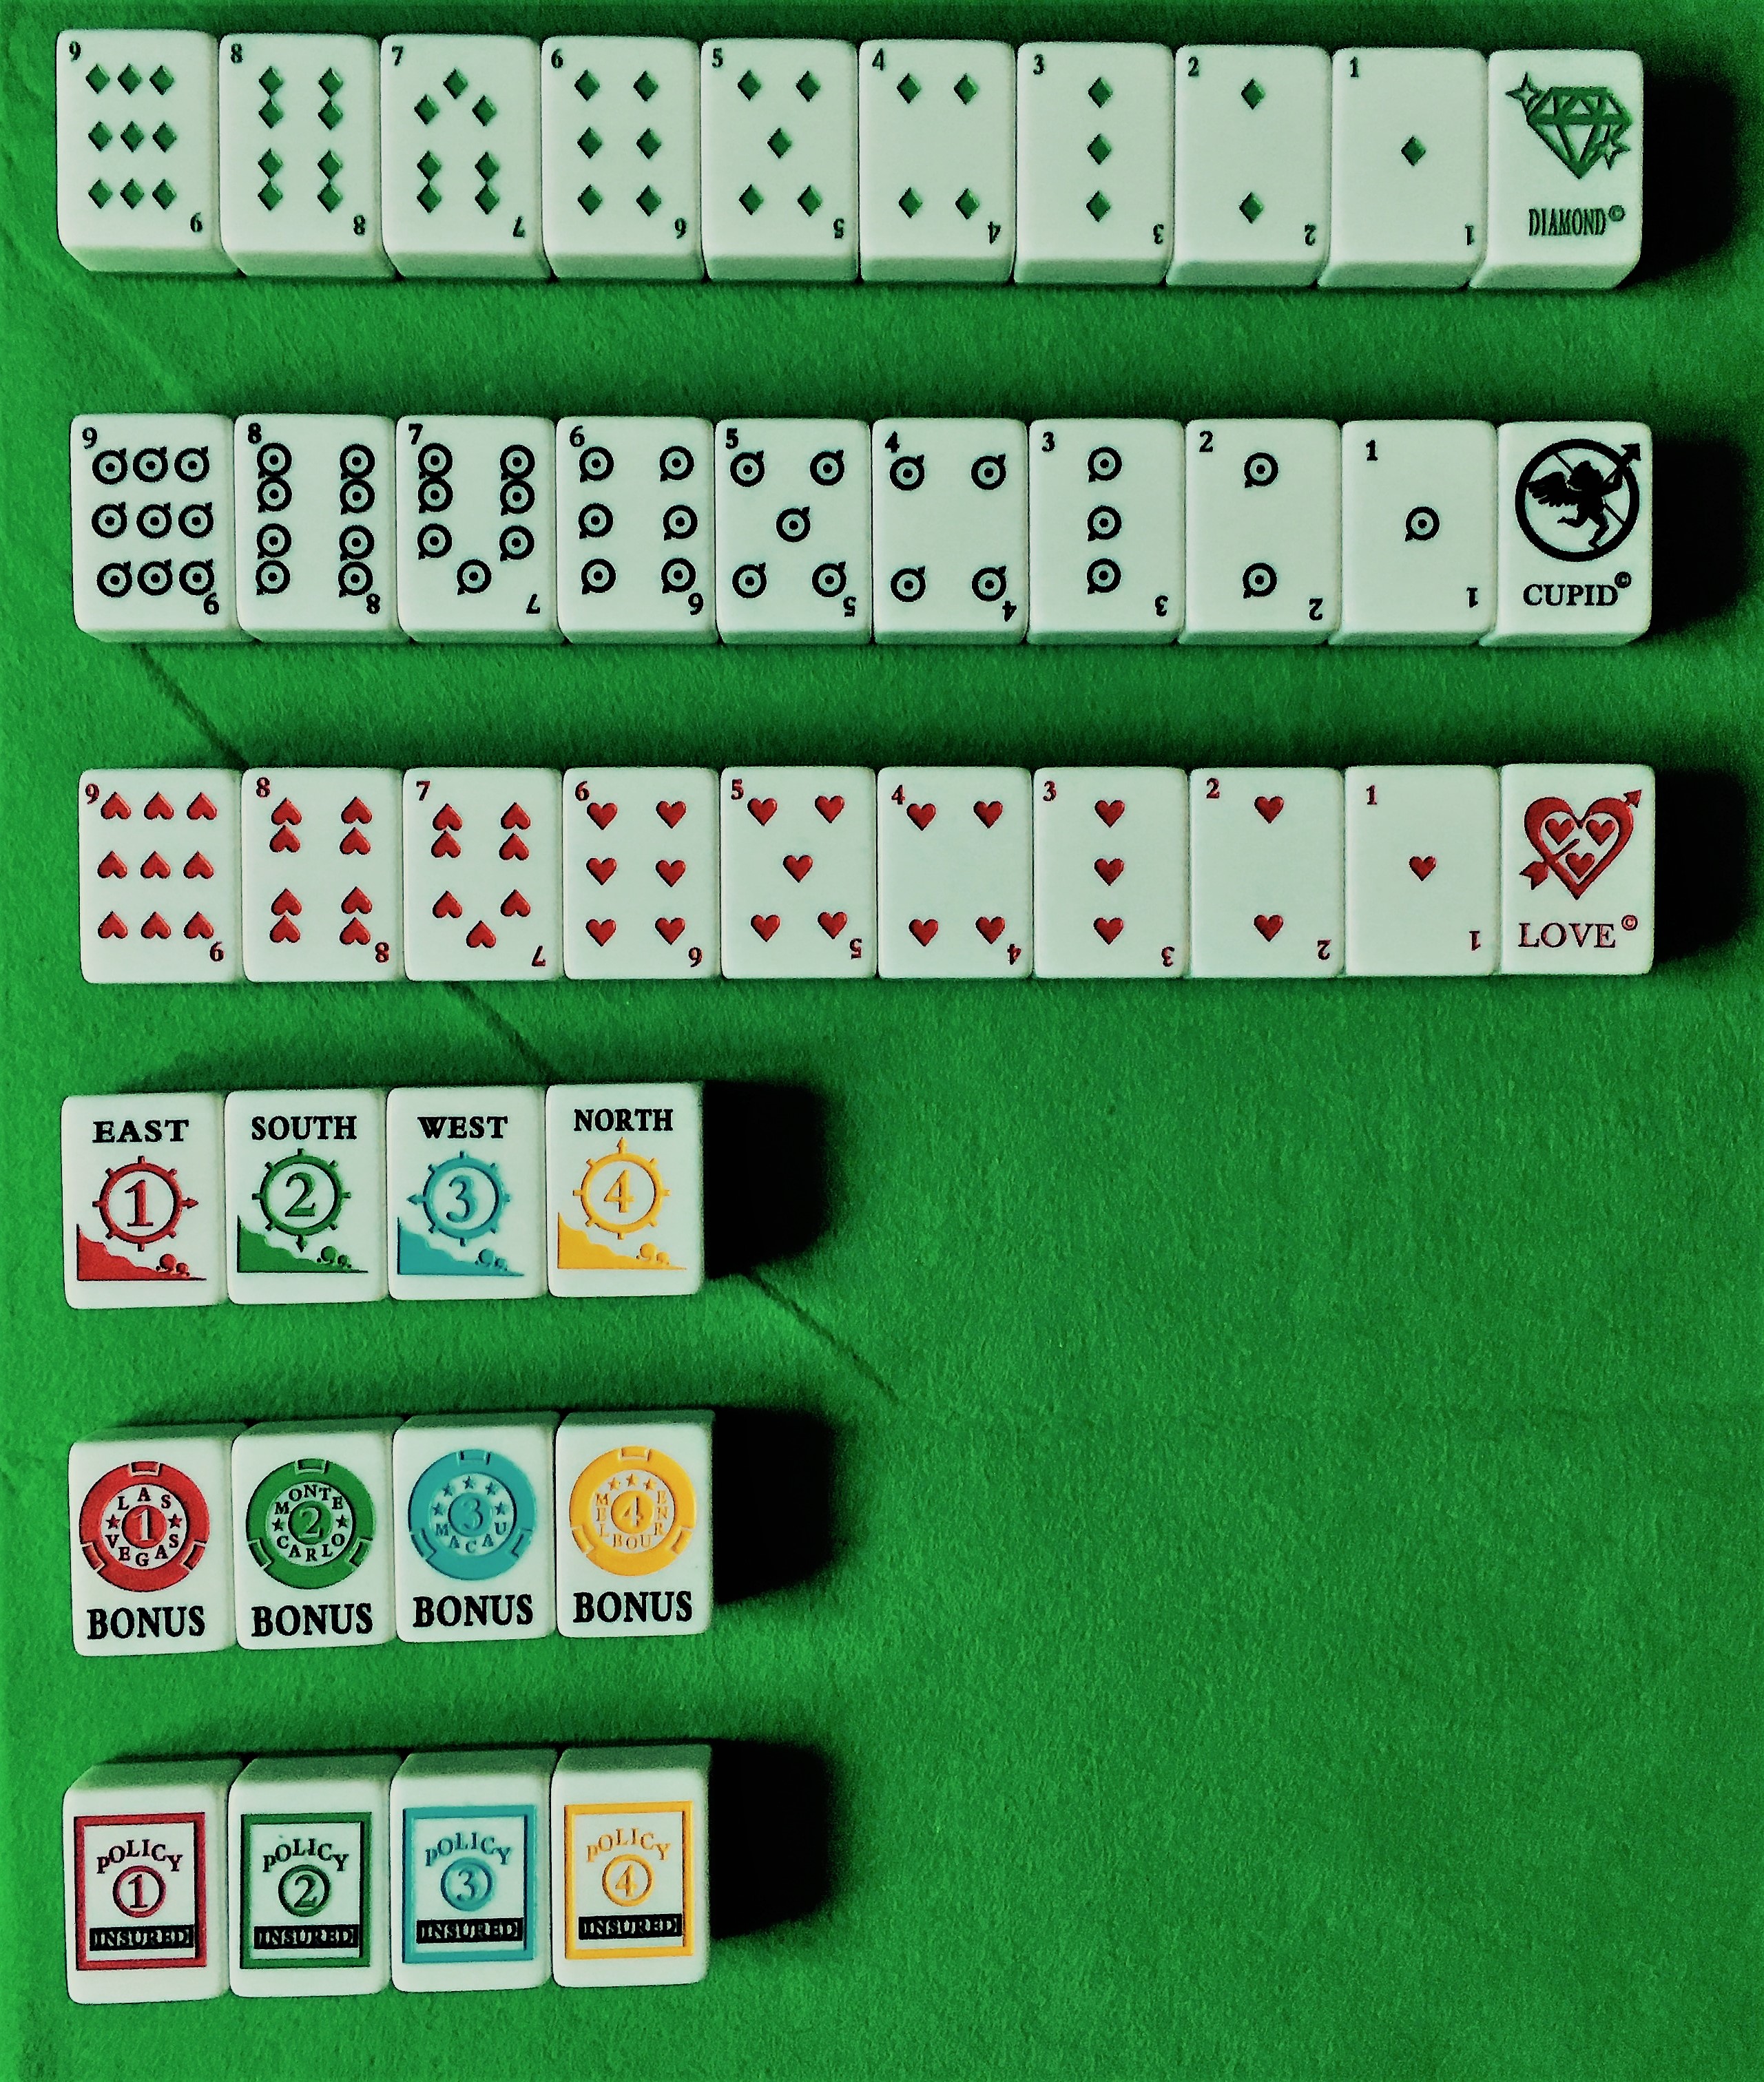 9 8 7 6 5 4 3 2 1
9 8 7 6 5 4 3 2 1
DIAMOND©
9 8 7 6 5 4 3 2 1
9 8 7 6 5 4 3 2 1
CUPID©
9 8 7 6 5 4 3 2 1
9 8 7 6 5 4 3 2 1
LOVE©
EAST
1
SOUTH
2
WEST
3
NORTH
4
LAS
1
VEGAS
BONUS
MONTE
2
CARLO
BONUS
3
MACAU
BONUS
4
MELBOURNE
BONUS
POLICY
1
INSURED
POLICY
2
INSURED
POLICY
3
INSURED
POLICY
4
INSURED